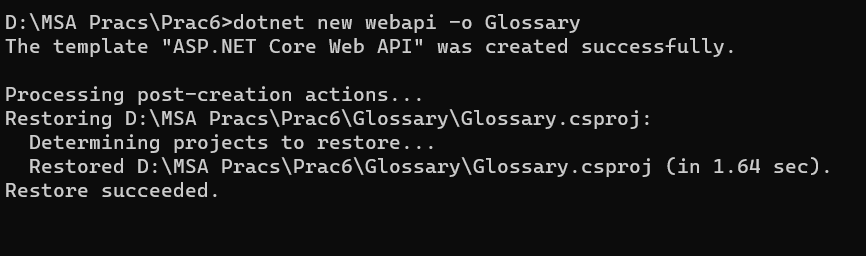 D:\MSA Pracs\Prac6>dotnet new webapi -o Glossary
The template "ASP.NET Core Web API" was created successfully.
Processing post-creation actions...
Restoring D:\MSA Pracs\Prac6\Glossary\Glossary.csproj:
Determining projects to restore...
Restored D:\MSA Pracs\Prac6\Glossary\Glossary.csproj (in 1.64 sec).
Restore succeeded.